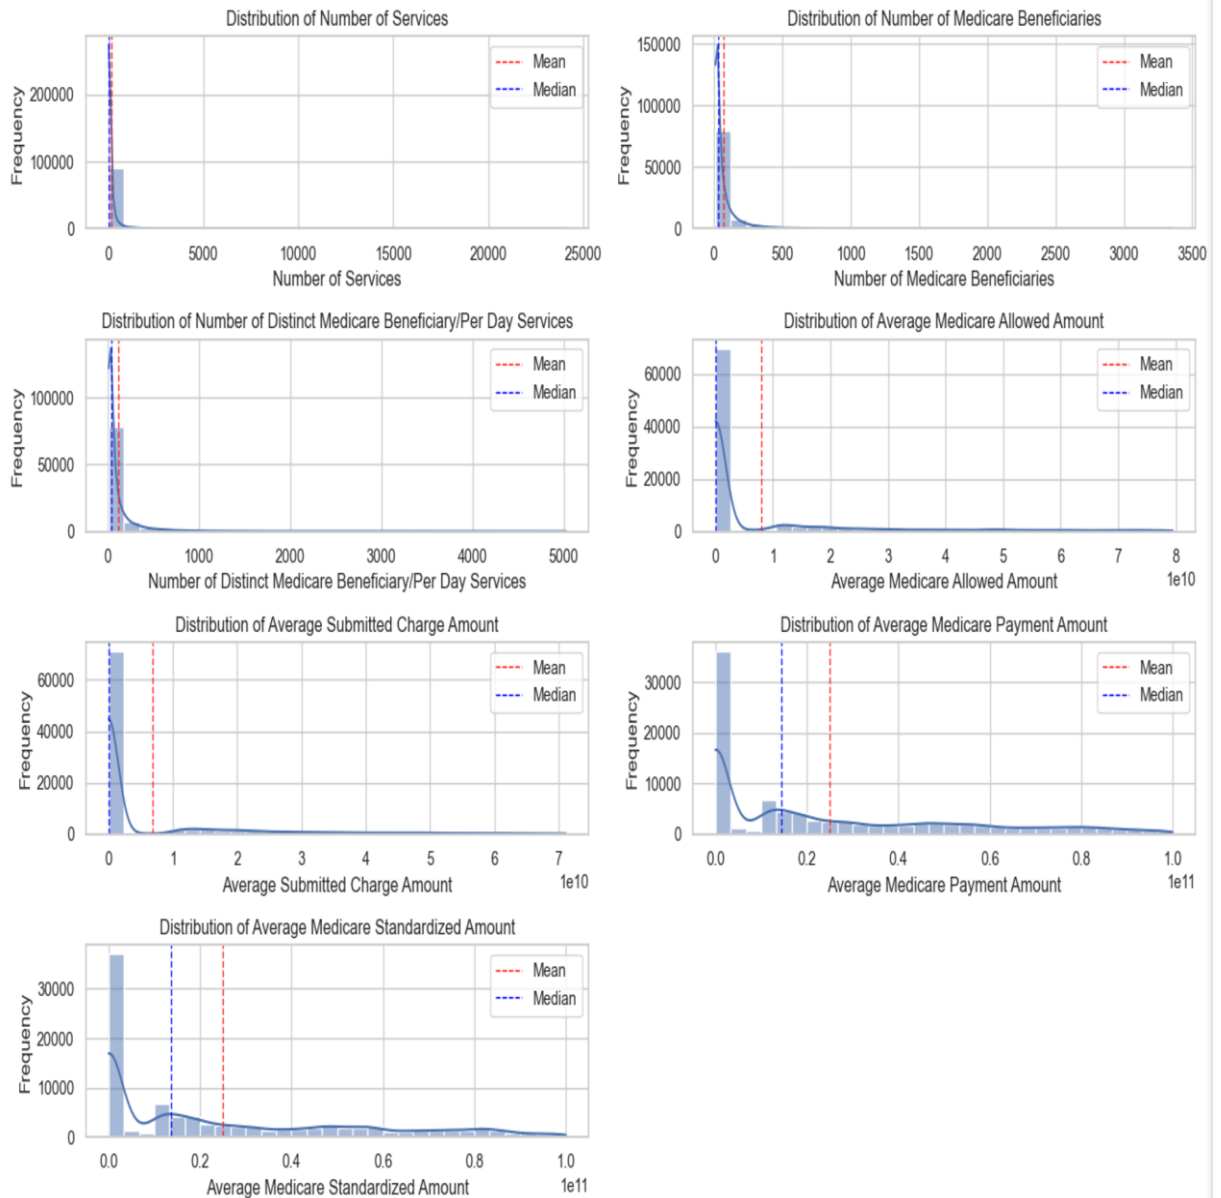 Distribution of Number of Services
Frequency
200000
100000
0
Mean
Median
0 5000 10000 15000 20000 25000
Number of Services
Distribution of Number of Medicare Beneficiaries
Frequency
150000
100000
50000
0
Mean
Median
0 500 1000 1500 2000 2500 3000 3500
Number of Medicare Beneficiaries
Distribution of Number of Distinct Medicare Beneficiary/Per Day Services
Frequency
100000
50000
0
Mean
Median
0 1000 2000 3000 4000 5000
Number of Distinct Medicare Beneficiary/Per Day Services
Distribution of Average Medicare Allowed Amount
Frequency
60000
40000
20000
0
Mean
Median
0 1 2 3 4 5 6 7 8
1e10
Average Medicare Allowed Amount
Distribution of Average Submitted Charge Amount
Frequency
60000
40000
20000
0
Mean
Median
0 1 2 3 4 5 6 7
1e10
Average Submitted Charge Amount
Distribution of Average Medicare Payment Amount
Frequency
30000
20000
10000
0
Mean
Median
0.0 0.2 0.4 0.6 0.8 1.0
1e11
Average Medicare Payment Amount
Distribution of Average Medicare Standardized Amount
Frequency
30000
20000
10000
0
Mean
Median
0.0 0.2 0.4 0.6 0.8 1.0
1e11
Average Medicare Standardized Amount